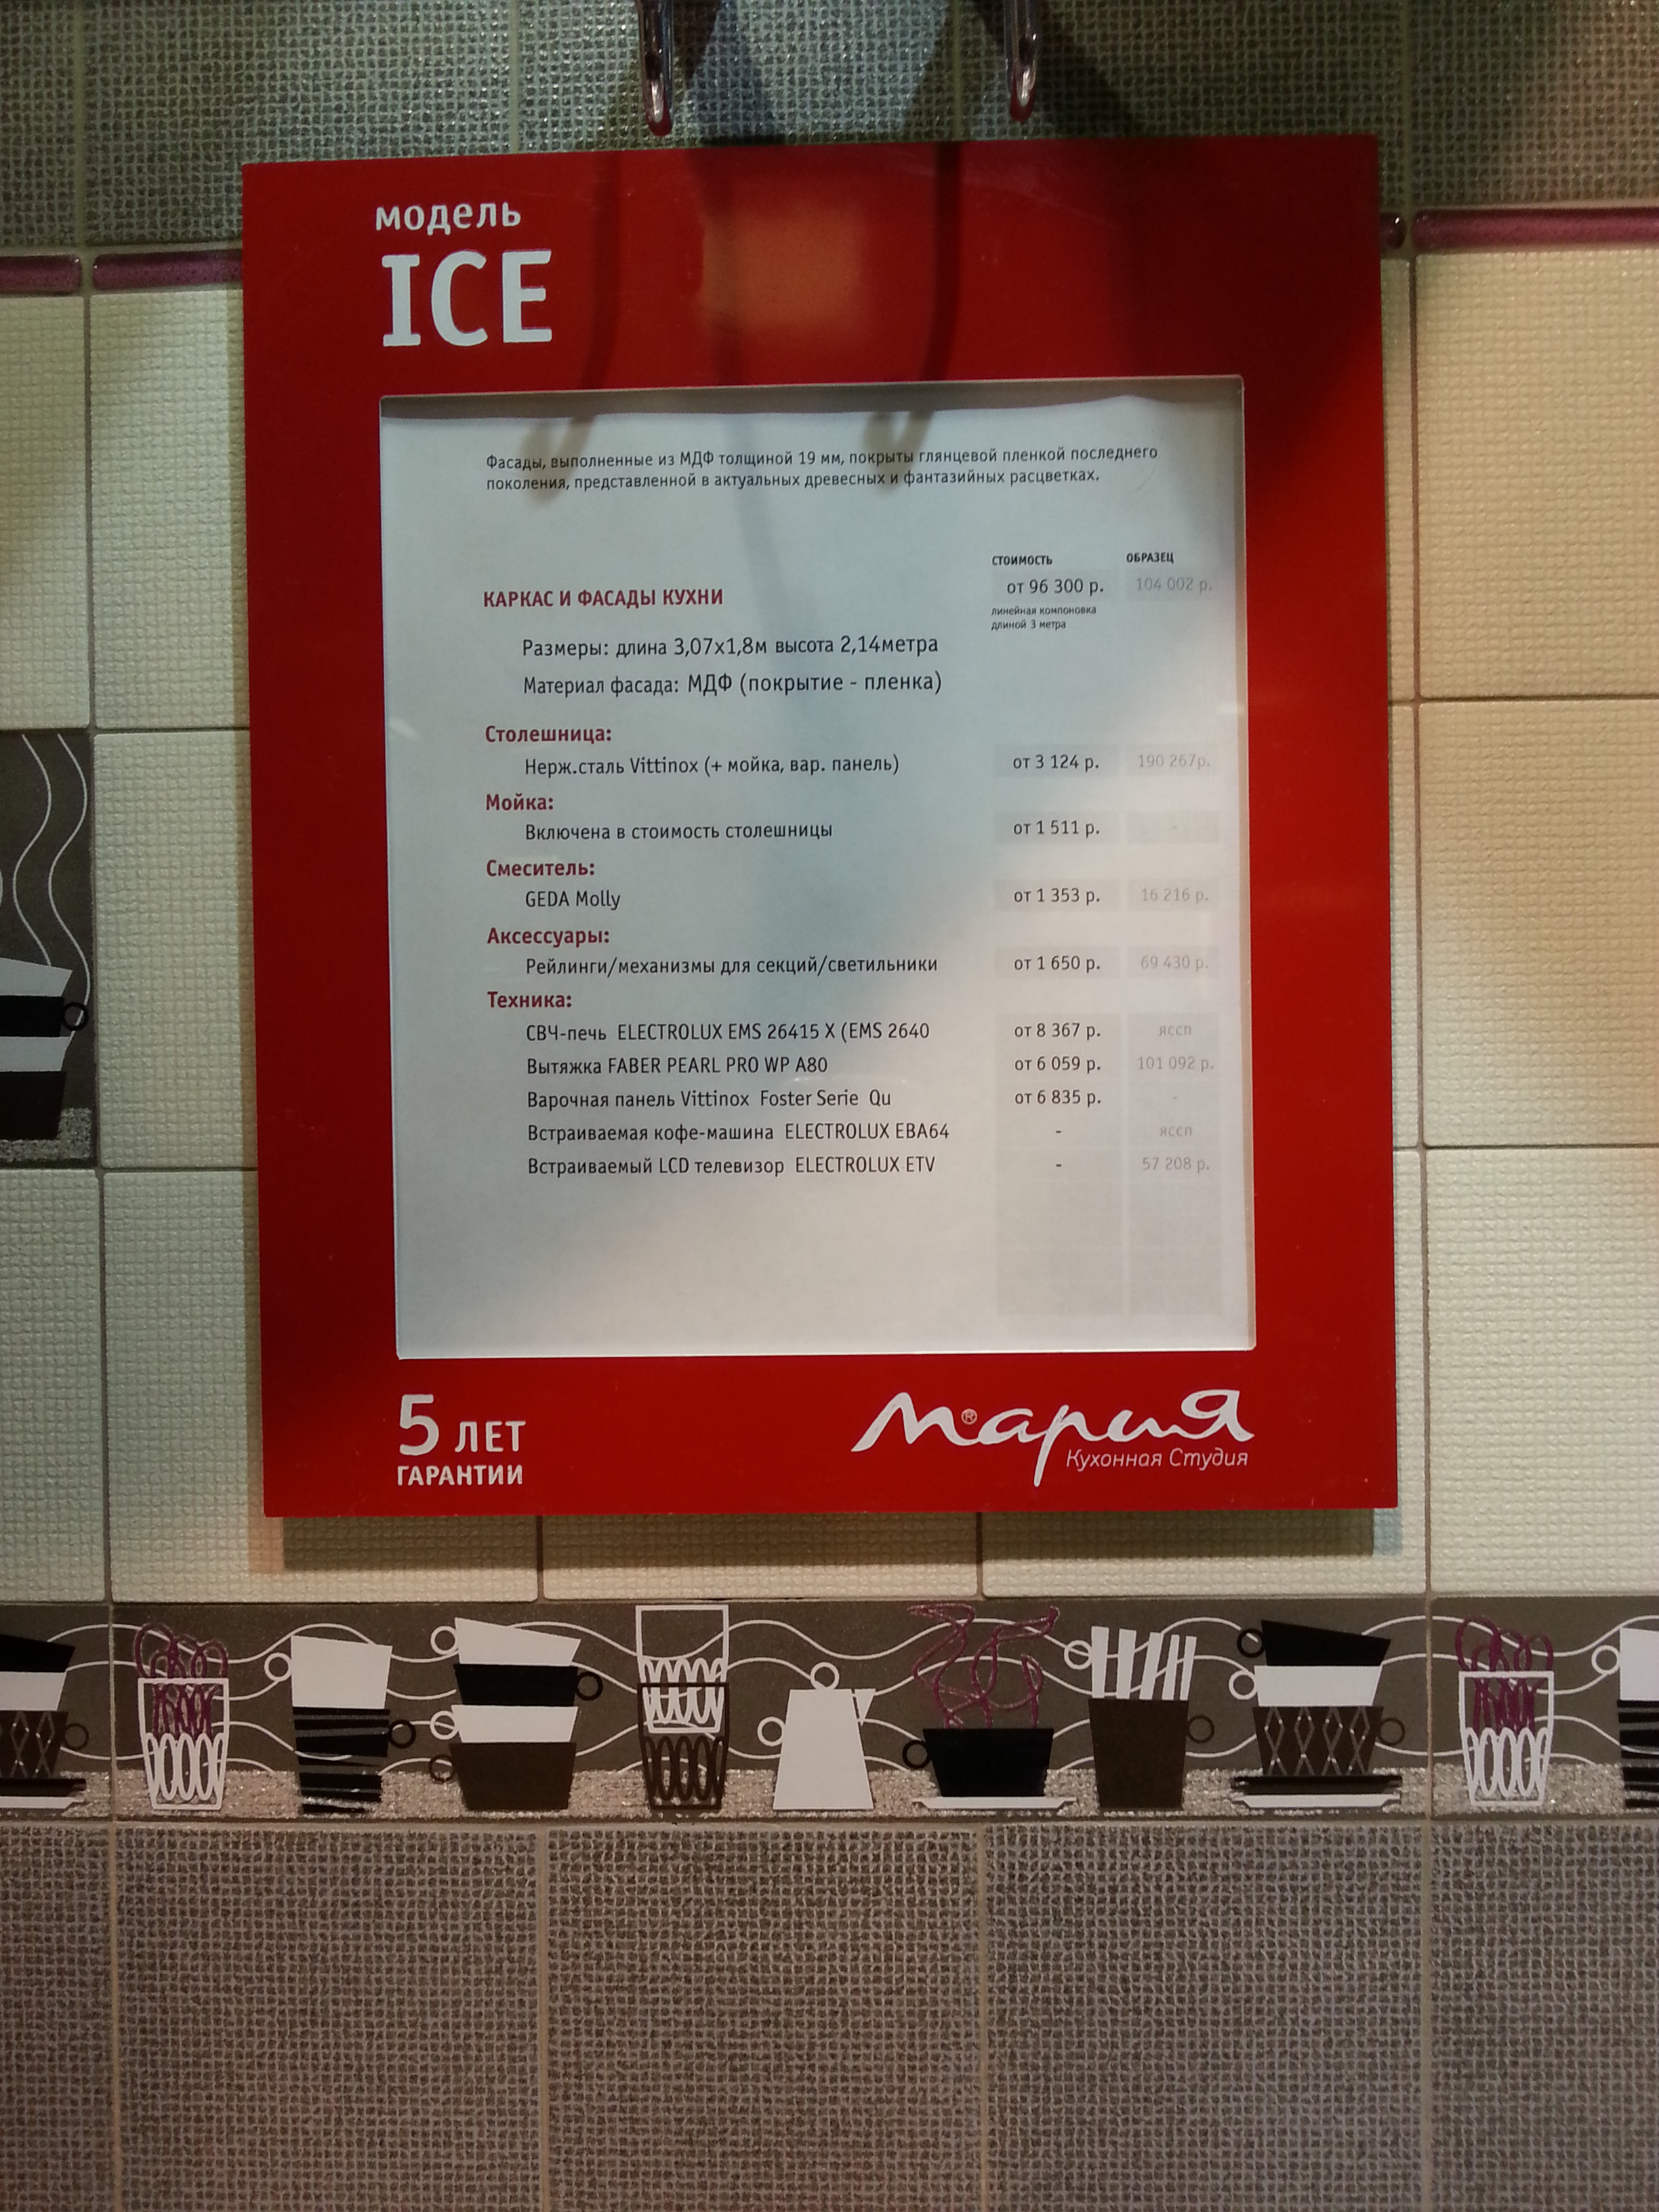 модель
ICE
Фасады, выполненные из МДФ толщиной 19 мм, покрыты глянцевой пленкой последнего
поколения, представленной в актуальных древесных и фантазийных расцветках.
СТОИМОСТЬ ОБРАЗЕЦ
КАРКАС И ФАСАДЫ КУХНИ от 96 300 р. 104 002 р.
линейная компоновка
длиной 3 метра
Размеры: длина 3,07х1,8м высота 2,14метра
Материал фасада: МДФ (покрытие - пленка)
Столешница:
Нерж.сталь Vittinox (+ мойка, вар. панель) от 3 124 р. 190 267р.
Мойка:
Включена в стоимость столешницы от 1 511 р. -
Смеситель:
GEDA Molly от 1 353 р. 16 216 р.
Аксессуары:
Рейлинги/механизмы для секций/светильники от 1 650 р. 69 430 р.
Техника:
СВЧ-печь ELECTROLUX EMS 26415 X (EMS 2640 от 8 367 р. яссп
Вытяжка FABER PEARL PRO WP A80 от 6 059 р. 101 092 р.
Варочная панель Vittinox Foster Serie Qu от 6 835 р. -
Встраиваемая кофе-машина ELECTROLUX EBA64 - яссп
Встраиваемый LCD телевизор ELECTROLUX ETV - 57 208 р.
5 ЛЕТ
ГАРАНТИИ
Мария®
Кухонная Студия